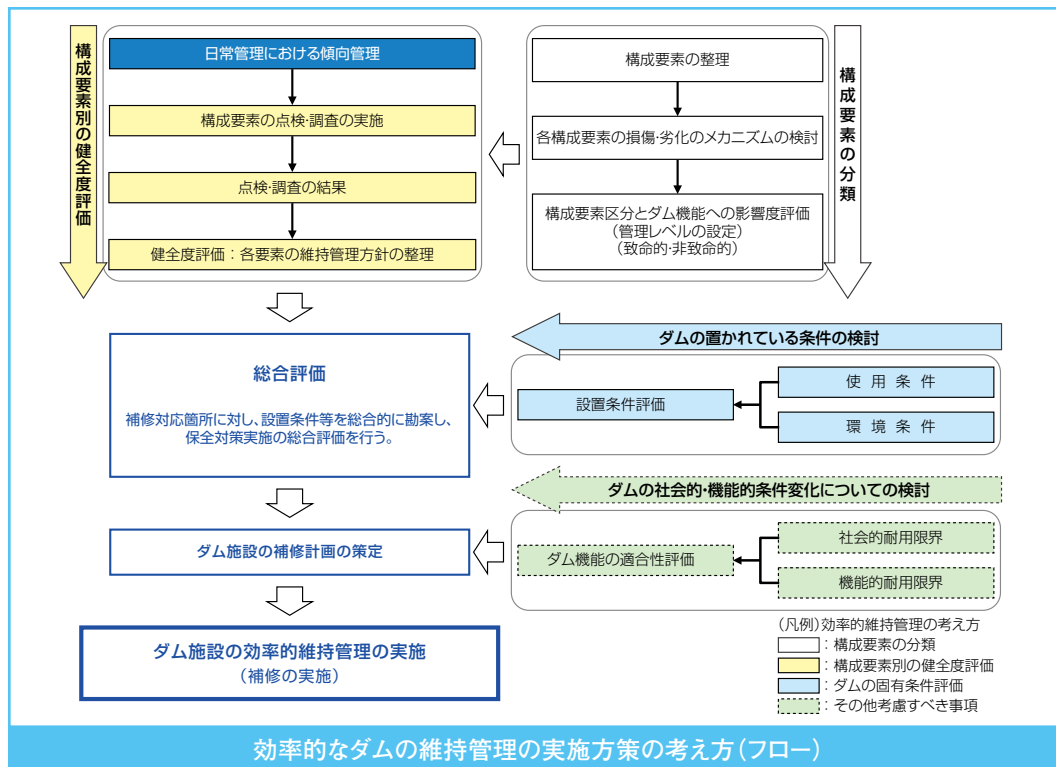 構成要素別の健全度評価
日常管理における傾向管理
構成要素の点検・調査の実施
点検・調査の結果
健全度評価：各要素の維持管理方針の整理
構成要素の整理
各構成要素の損傷・劣化のメカニズムの検討
構成要素区分とダム機能への影響度評価
（管理レベルの設定）
（致命的・非致命的）
構成要素の分類
総合評価
補修対応箇所に対し、設置条件等を総合的に勘案し、
保全対策実施の総合評価を行う。
ダムの置かれている条件の検討
設置条件評価
使用条件
環境条件
ダムの社会的・機能的条件変化についての検討
ダム施設の補修計画の策定
ダム機能の適合性評価
社会的耐用限界
機能的耐用限界
ダム施設の効率的維持管理の実施
（補修の実施）
（凡例）効率的維持管理の考え方
：構成要素の分類
：構成要素別の健全度評価
：ダムの固有条件評価
：その他考慮すべき事項
効率的なダムの維持管理の実施方策の考え方（フロー）